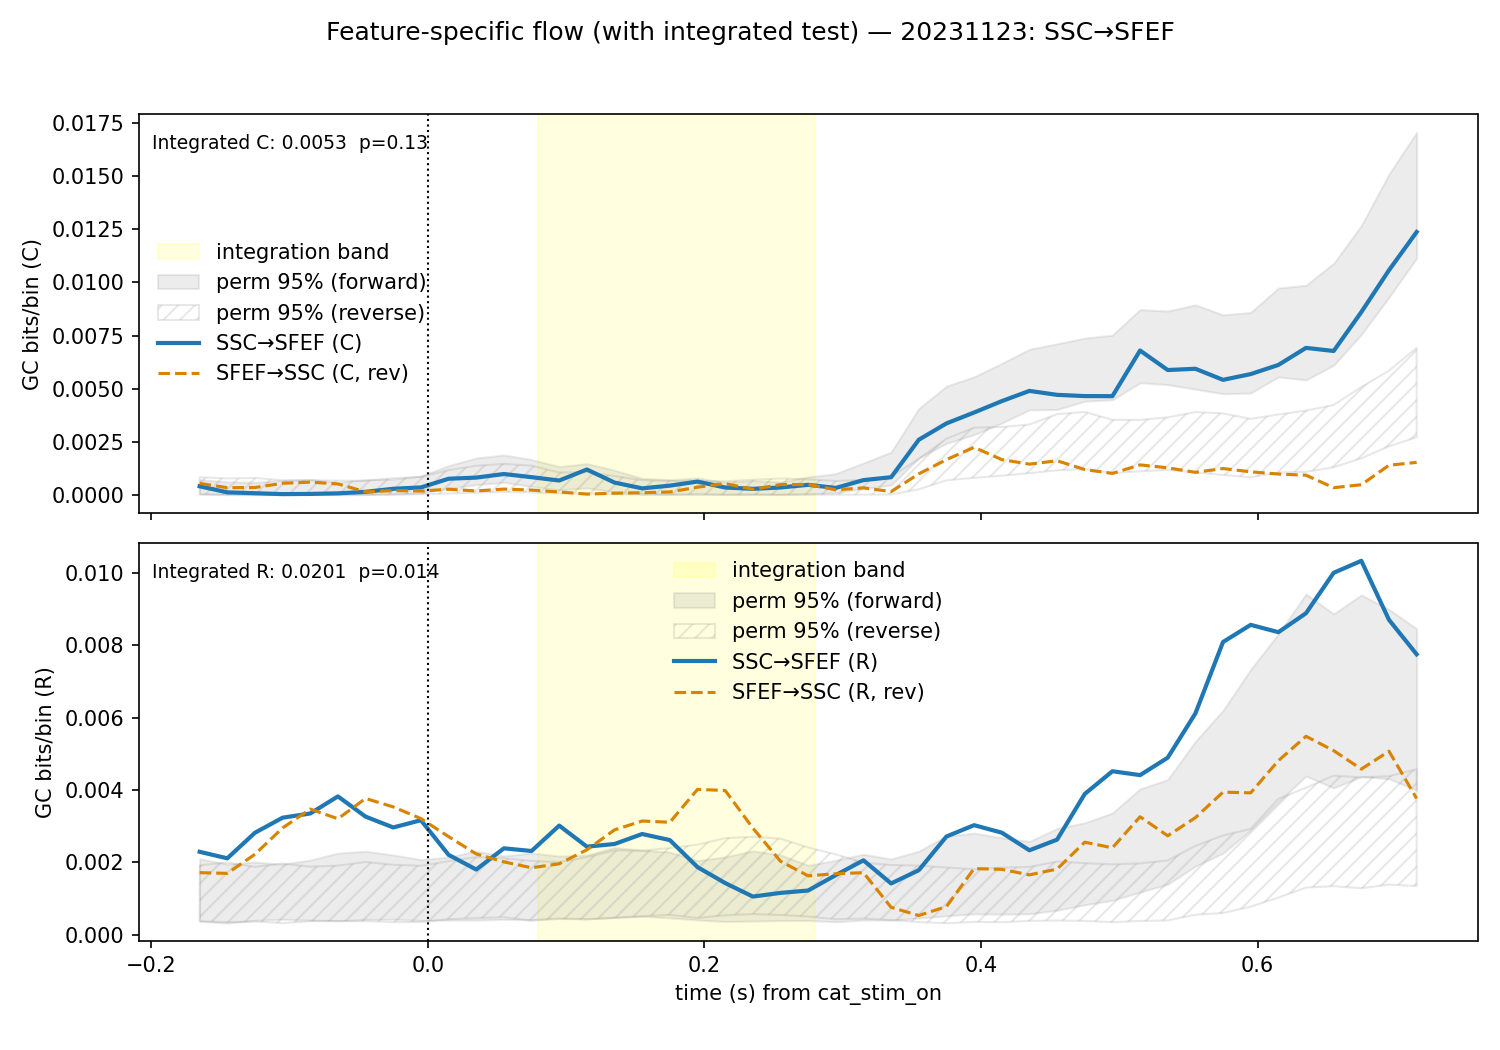 Feature-specific flow (with integrated test) — 20231123: SSC→SFEF
Integrated C: 0.0053  p=0.13
integration band
perm 95% (forward)
perm 95% (reverse)
SSC→SFEF (C)
SFEF→SSC (C, rev)
GC bits/bin (C)
0.0175
0.0150
0.0125
0.0100
0.0075
0.0050
0.0025
0.0000
Integrated R: 0.0201  p=0.014
integration band
perm 95% (forward)
perm 95% (reverse)
SSC→SFEF (R)
SFEF→SSC (R, rev)
GC bits/bin (R)
0.010
0.008
0.006
0.004
0.002
0.000
−0.2 0.0 0.2 0.4 0.6
time (s) from cat_stim_on